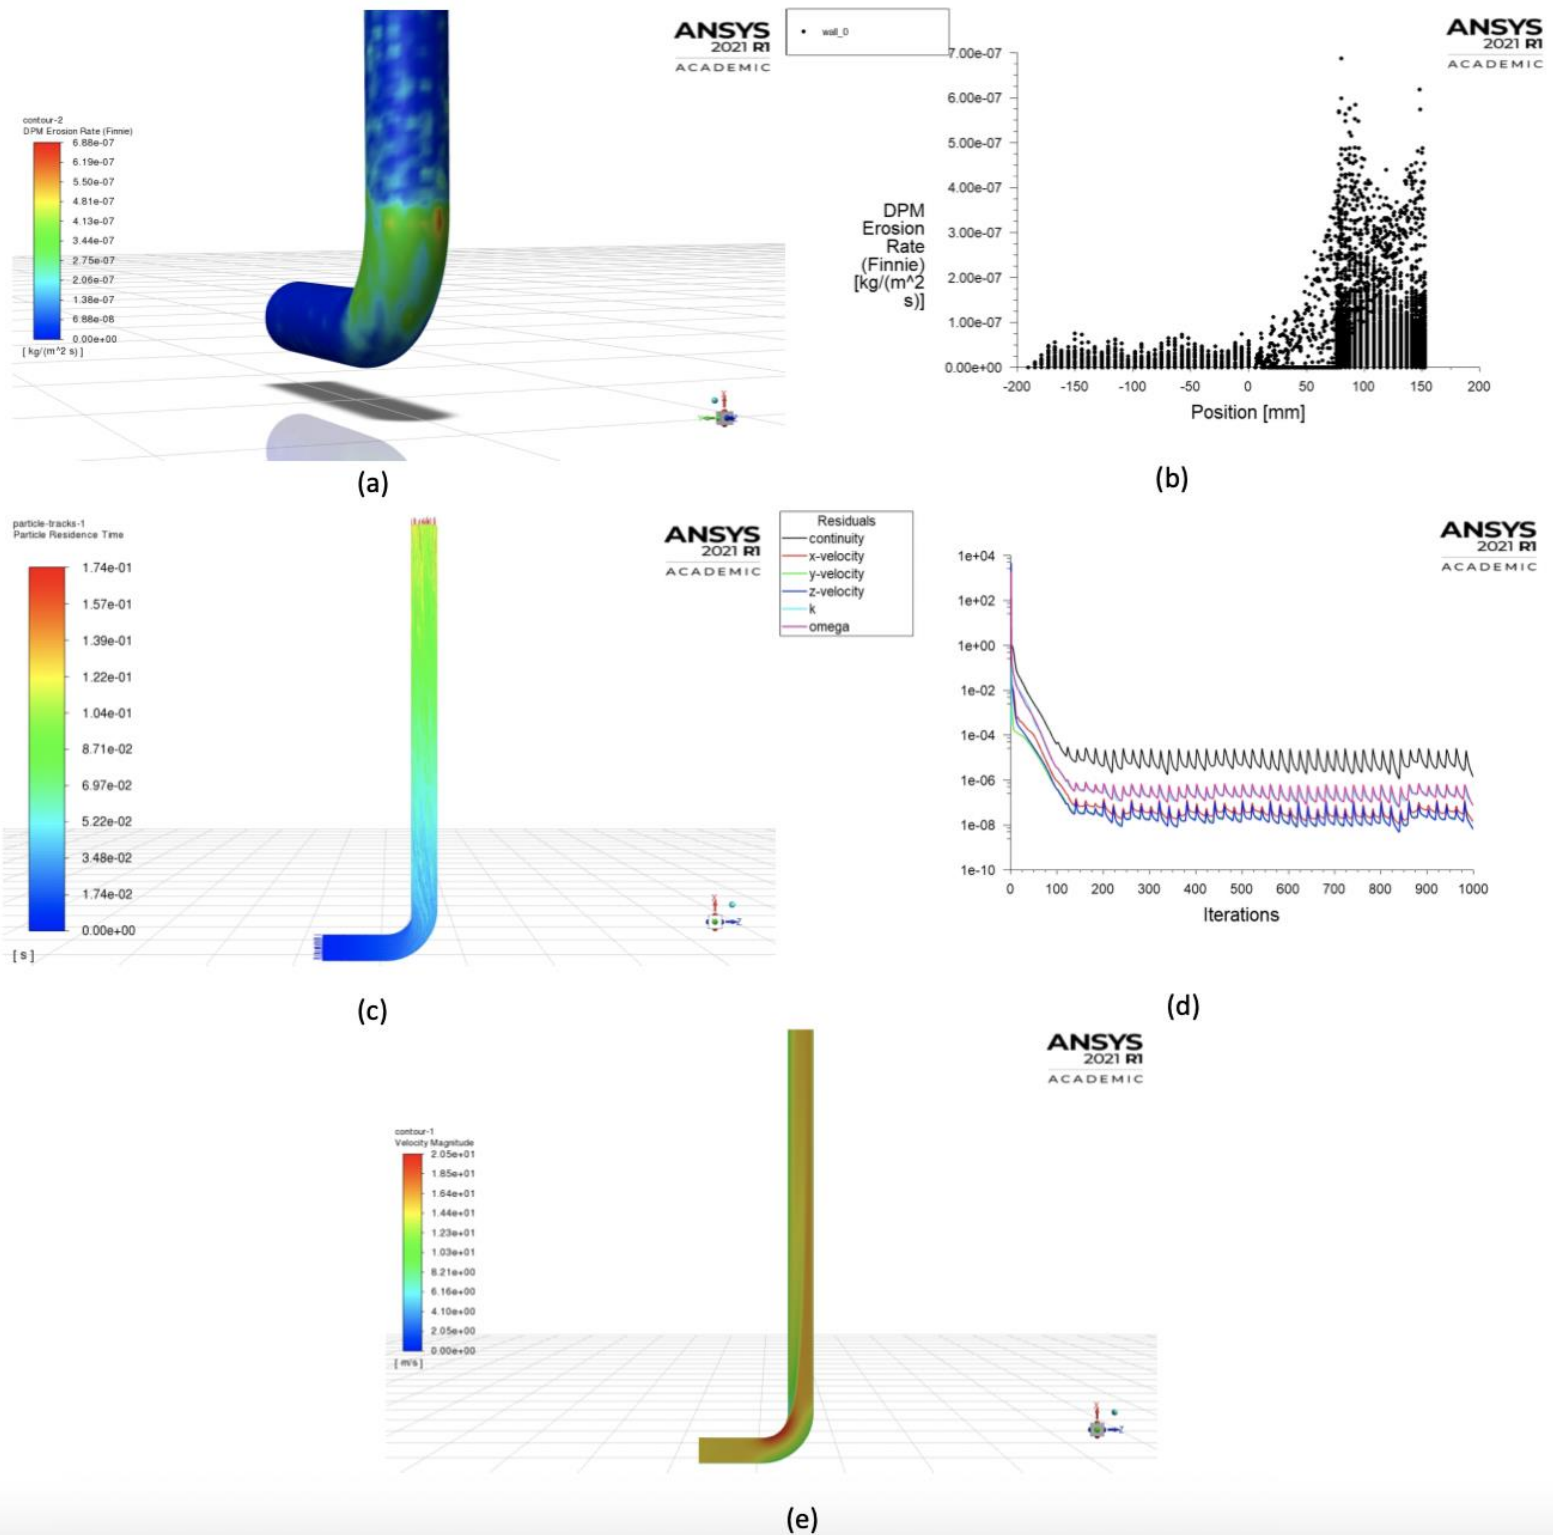 ANSYS
2021 R1
ACADEMIC
contour-2
DPM Erosion Rate (Finnie)
6.88e-07
6.19e-07
5.50e-07
4.81e-07
4.13e-07
3.44e-07
2.75e-07
2.06e-07
1.38e-07
6.88e-08
0.00e+00
[ kg/(m^2 s) ]
(a)
wall_0
ANSYS
2021 R1
ACADEMIC
7.00e-07
6.00e-07
5.00e-07
4.00e-07
3.00e-07
2.00e-07
1.00e-07
0.00e+00
DPM
Erosion
Rate
(Finnie)
[kg/(m^2
s)]
-200 -150 -100 -50 0 50 100 150 200
Position [mm]
(b)
particle-tracks-1
Particle Residence Time
1.74e-01
1.57e-01
1.39e-01
1.22e-01
1.04e-01
8.71e-02
6.97e-02
5.22e-02
3.48e-02
1.74e-02
0.00e+00
[ s ]
ANSYS
2021 R1
ACADEMIC
(c)
Residuals
continuity
x-velocity
y-velocity
z-velocity
k
omega
ANSYS
2021 R1
ACADEMIC
1e+04
1e+02
1e+00
1e-02
1e-04
1e-06
1e-08
1e-10
0 100 200 300 400 500 600 700 800 900 1000
Iterations
(d)
ANSYS
2021 R1
ACADEMIC
contour-1
Velocity Magnitude
2.05e+01
1.85e+01
1.64e+01
1.44e+01
1.23e+01
1.03e+01
8.21e+00
6.16e+00
4.10e+00
2.05e+00
0.00e+00
[ m/s ]
(e)